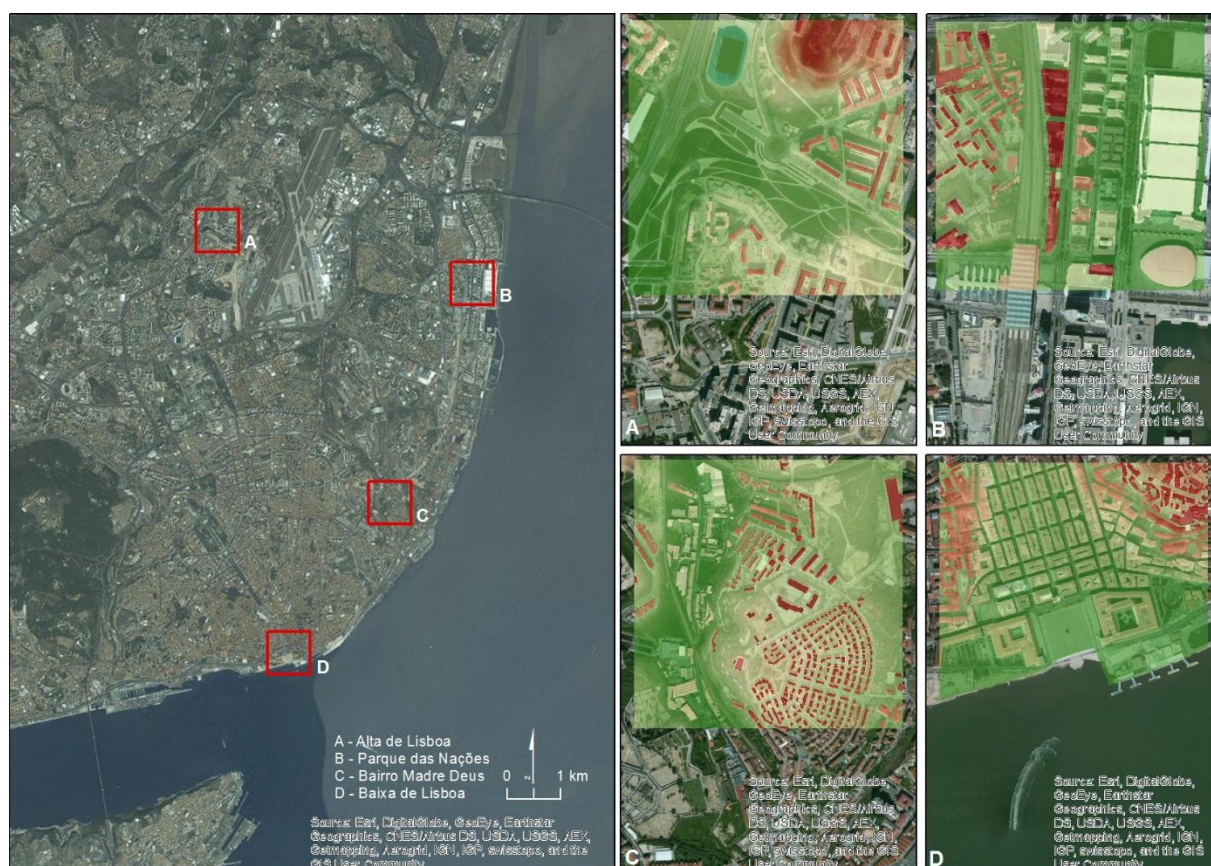 A
B
C
D
A - Alta de Lisboa
B - Parque das Nações
C - Bairro Madre Deus
D - Baixa de Lisboa
N
0 1 km
Source: Esri, DigitalGlobe, GeoEye, Earthstar
Geographics, CNES/Airbus DS, USDA, USGS, AEX,
Getmapping, Aerogrid, IGN, IGP, swisstopo, and the
GIS User Community
Source: Esri, DigitalGlobe,
GeoEye, Earthstar
Geographics, CNES/Airbus
DS, USDA, USGS, AEX,
Getmapping, Aerogrid, IGN,
IGP, swisstopo, and the GIS
User Community
A
Source: Esri, DigitalGlobe,
GeoEye, Earthstar
Geographics, CNES/Airbus
DS, USDA, USGS, AEX,
Getmapping, Aerogrid, IGN,
IGP, swisstopo, and the GIS
User Community
B
Source: Esri, DigitalGlobe,
GeoEye, Earthstar
Geographics, CNES/Airbus
DS, USDA, USGS, AEX,
Getmapping, Aerogrid, IGN,
IGP, swisstopo, and the GIS
User Community
C
Source: Esri, DigitalGlobe,
GeoEye, Earthstar
Geographics, CNES/Airbus
DS, USDA, USGS, AEX,
Getmapping, Aerogrid, IGN,
IGP, swisstopo, and the GIS
User Community
D